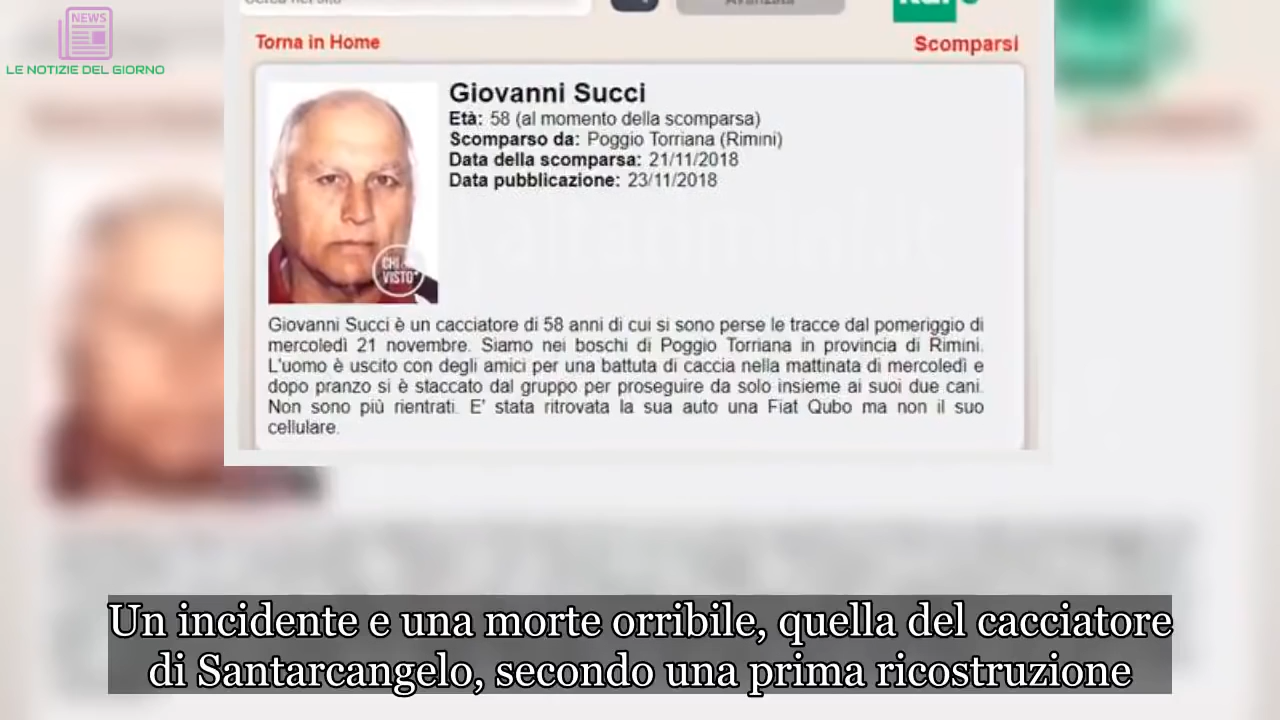 NEWS
LE NOTIZIE DEL GIORNO
Torna in Home
Scomparsi
Giovanni Succi
Età: 58 (al momento della scomparsa)
Scomparso da: Poggio Torriana (Rimini)
Data della scomparsa: 21/11/2018
Data pubblicazione: 23/11/2018
CHI
VISTO
Giovanni Succi è un cacciatore di 58 anni di cui si sono perse le tracce dal pomeriggio di
mercoledì 21 novembre. Siamo nei boschi di Poggio Torriana in provincia di Rimini.
L'uomo è uscito con degli amici per una battuta di caccia nella mattinata di mercoledì e
dopo pranzo si è staccato dal gruppo per proseguire da solo insieme ai suoi due cani.
Non sono più rientrati. E' stata ritrovata la sua auto una Fiat Qubo ma non il suo
cellulare.
Un incidente e una morte orribile, quella del cacciatore
di Santarcangelo, secondo una prima ricostruzione